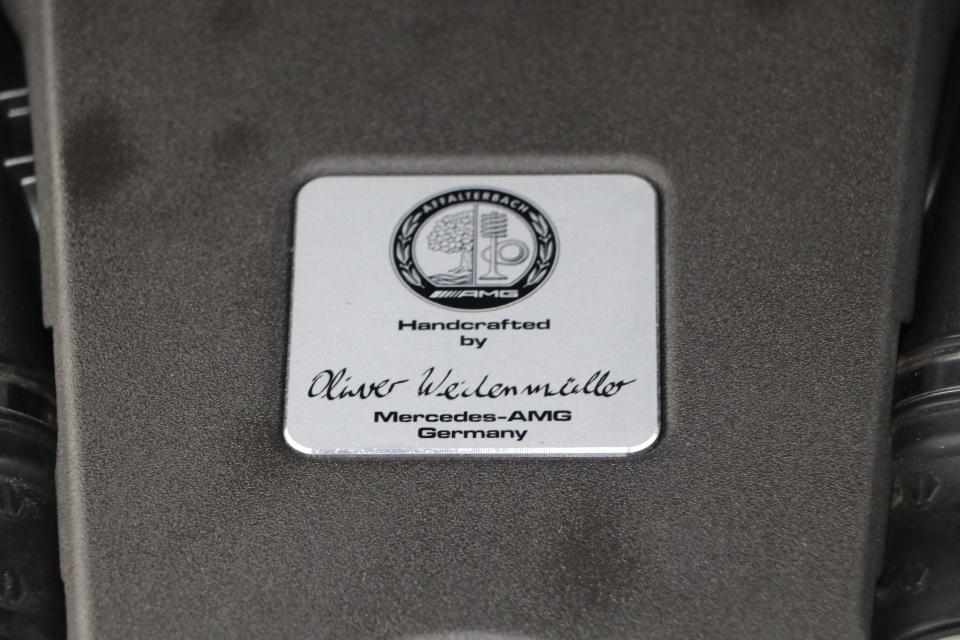 AFFALTERBACH
AMG
Handcrafted
by
Oliver Weidenmüller
Mercedes-AMG
Germany